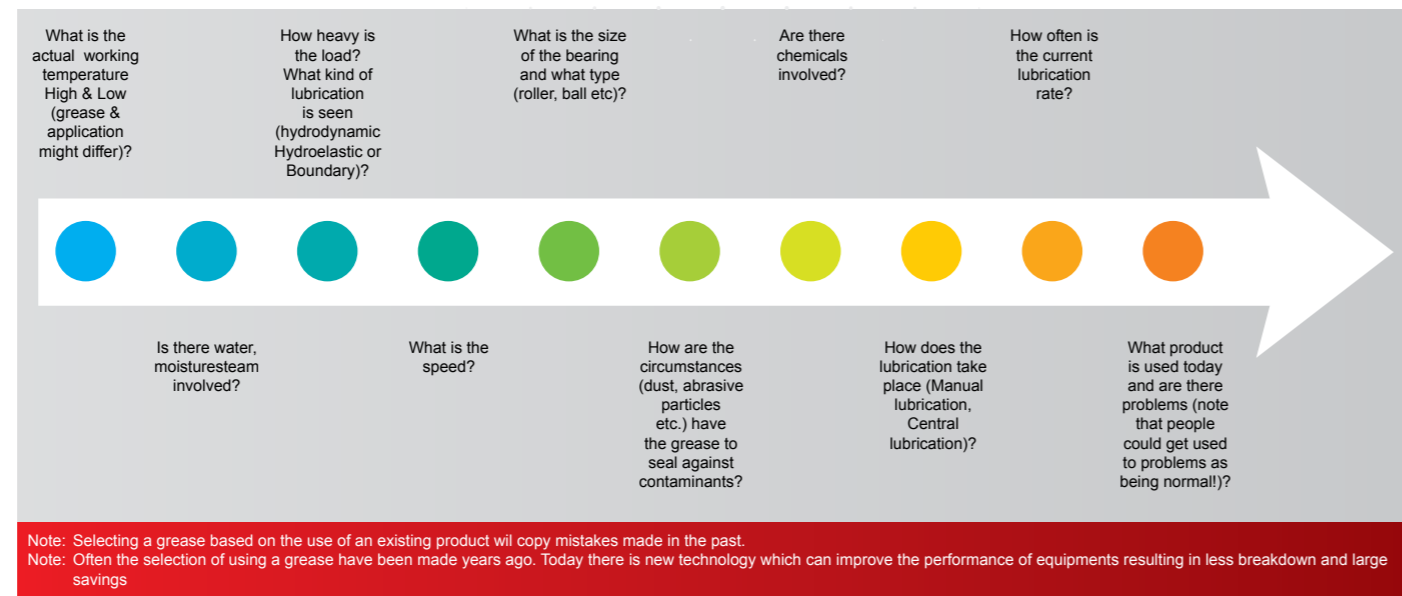 What is the
actual working
temperature
High & Low
(grease &
application
might differ)?
How heavy is
the load?
What kind of
lubrication
is seen
(hydrodynamic
Hydroelastic or
Boundary)?
What is the size
of the bearing
and what type
(roller, ball etc)?
Are there
chemicals
involved?
How often is
the current
lubrication
rate?
Is there water,
moisturesteam
involved?
What is the
speed?
How are the
circumstances
(dust, abrasive
particles
etc.) have
the grease to
seal against
contaminants?
How does the
lubrication take
place (Manual
lubrication,
Central
lubrication)?
What product
is used today
and are there
problems (note
that people
could get used
to problems as
being normal!)?
Note: Selecting a grease based on the use of an existing product wil copy mistakes made in the past.
Note: Often the selection of using a grease have been made years ago. Today there is new technology which can improve the performance of equipments resulting in less breakdown and large
savings